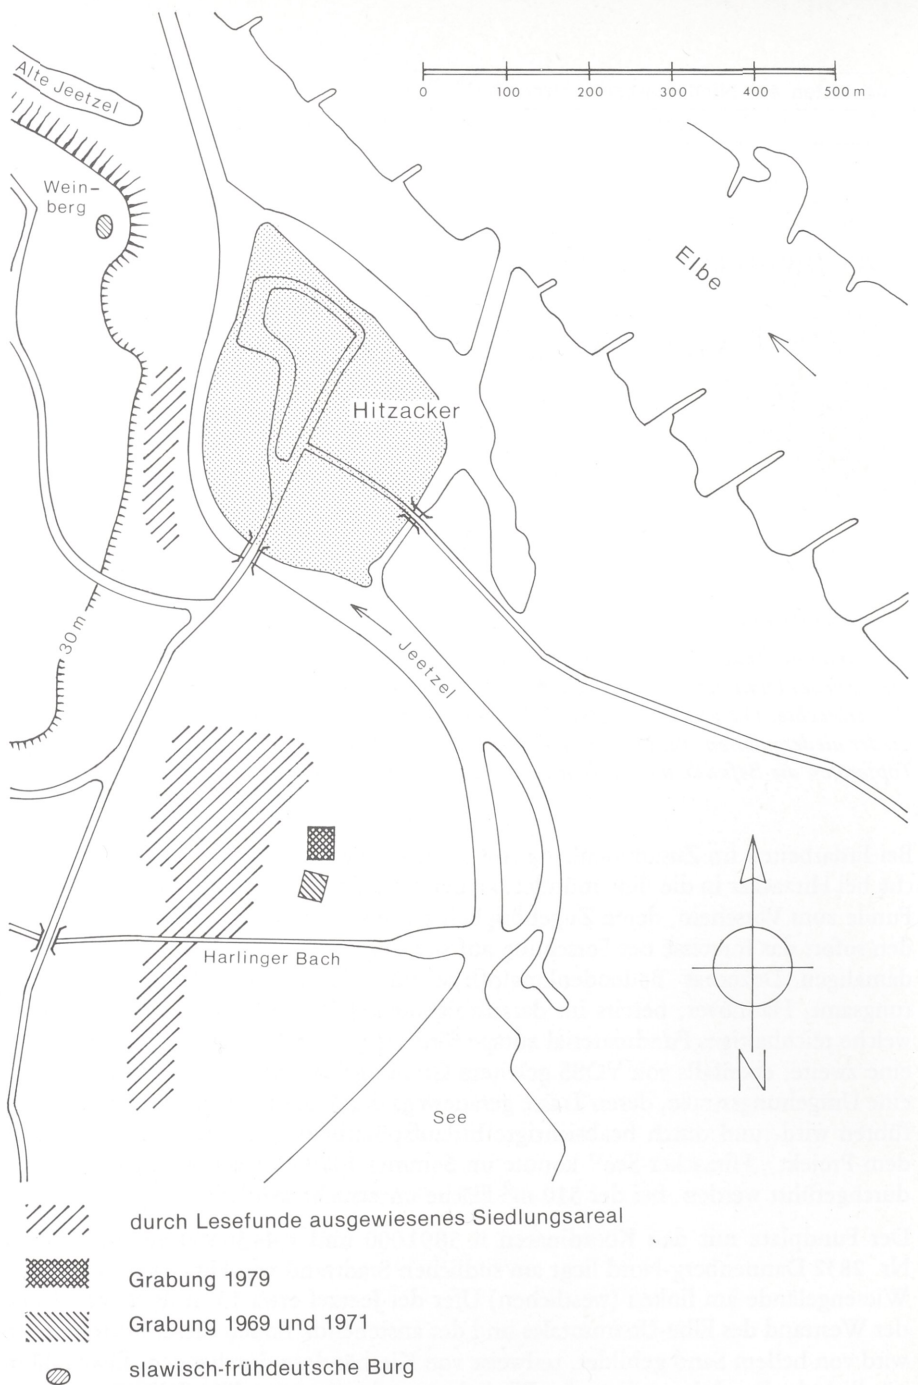 0 100 200 300 400 500 m
Alte Jeetzel
Wein-
berg
Elbe
Hitzacker
Jeetzel
30 m
Harlinger Bach
See
N
durch Lesefunde ausgewiesenes Siedlungsareal
Grabung 1979
Grabung 1969 und 1971
slawisch-frühdeutsche Burg